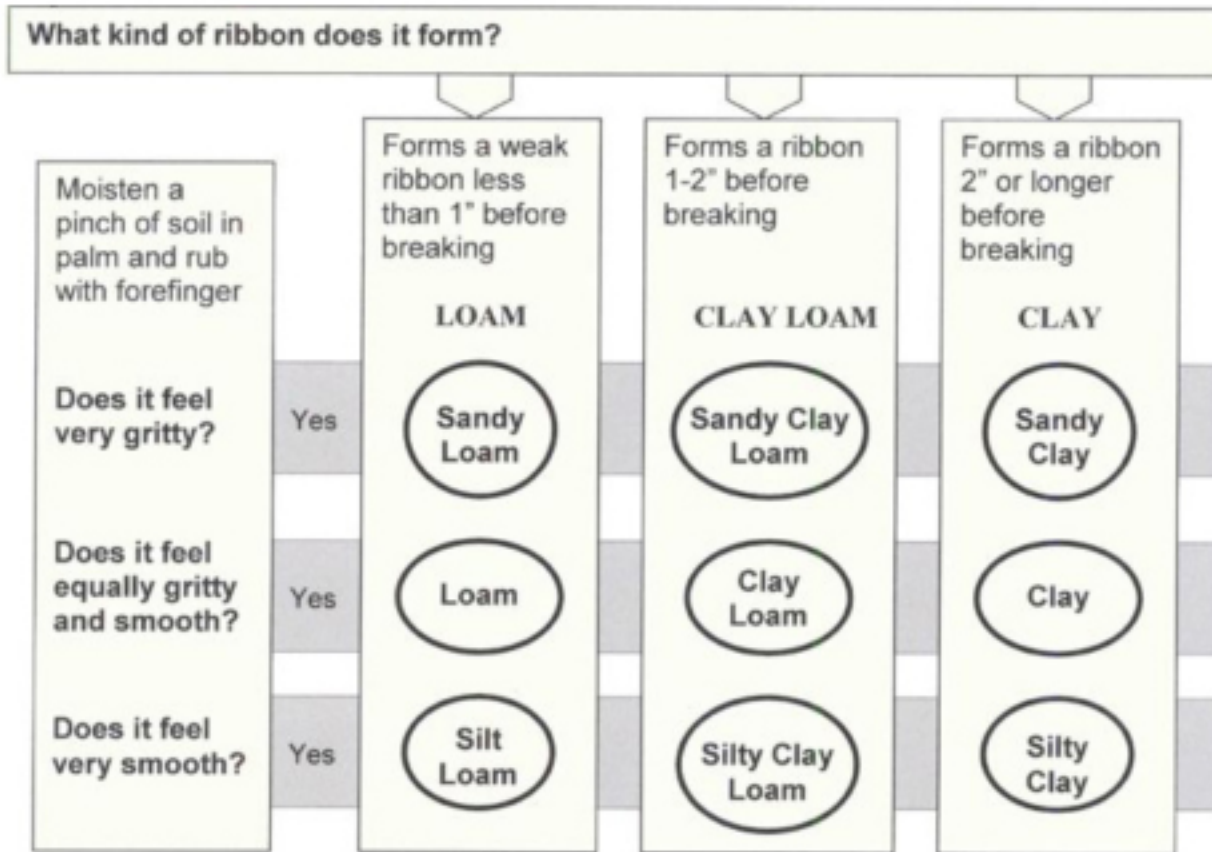 What kind of ribbon does it form?
Moisten a
pinch of soil in
palm and rub
with forefinger
Forms a weak
ribbon less
than 1" before
breaking
LOAM
Forms a ribbon
1-2" before
breaking
CLAY LOAM
Forms a ribbon
2" or longer
before
breaking
CLAY
Does it feel
very gritty?
Yes
Sandy
Loam
Sandy Clay
Loam
Sandy
Clay
Does it feel
equally gritty
and smooth?
Yes
Loam
Clay
Loam
Clay
Does it feel
very smooth?
Yes
Silt
Loam
Silty Clay
Loam
Silty
Clay